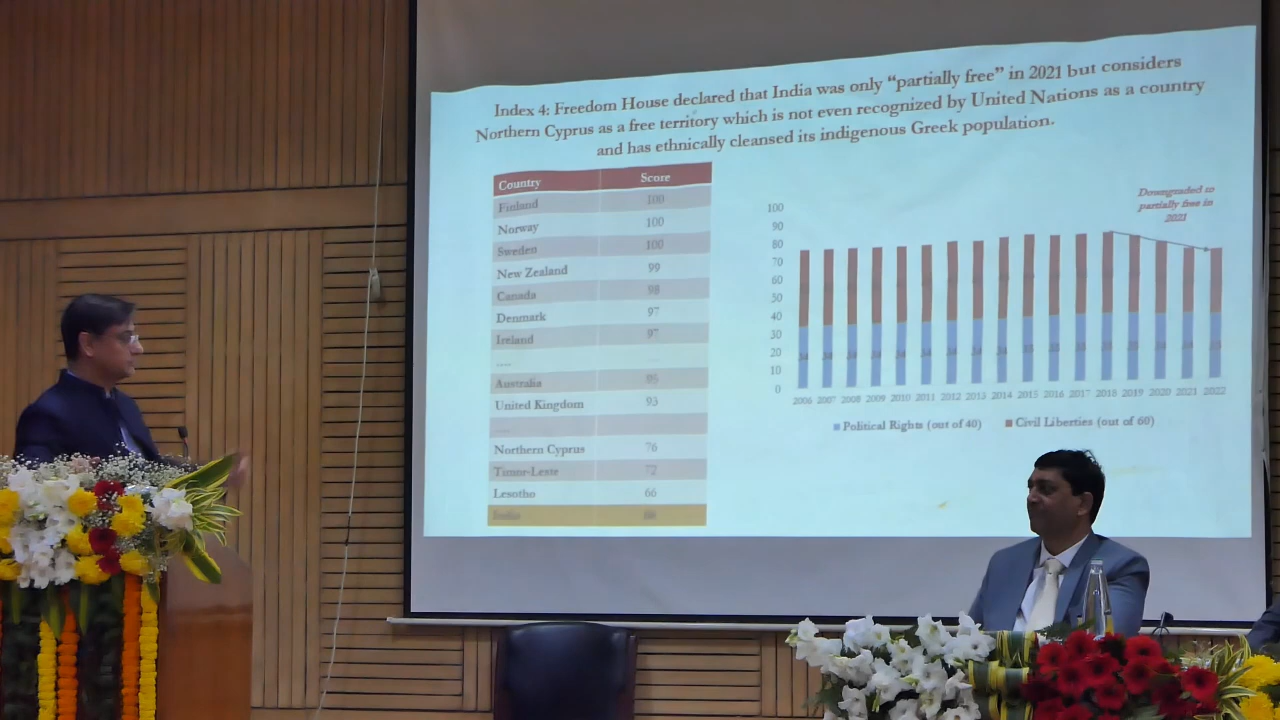 Index 4: Freedom House declared that India was only “partially free” in 2021 but considers
Northern Cyprus as a free territory which is not even recognized by United Nations as a country
and has ethnically cleansed its indigenous Greek population.
Country Score
Finland 100
Norway 100
Sweden 100
New Zealand 99
Canada 98
Denmark 97
Ireland 97
.....
Australia 95
United Kingdom 93
.....
Northern Cyprus 76
Timor-Leste 72
Lesotho 66
India
Downgraded to
partially free in
2021
100
90
80
70
60
50
40
30
20
10
0
2006 2007 2008 2009 2010 2011 2012 2013 2014 2015 2016 2017 2018 2019 2020 2021 2022
Political Rights (out of 40) Civil Liberties (out of 60)